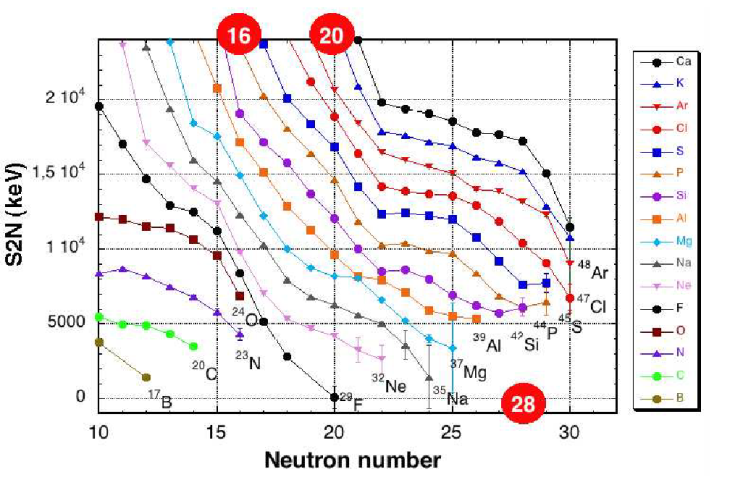 16
20
2 10⁴
1,5 10⁴
1 10⁴
5000
0
S2N (keV)
10
15
20
25
30
Neutron number
28
²⁴O
²³N
²⁰C
¹⁷B
²⁹F
³²Ne
³⁵Na
³⁷Mg
³⁹Al
⁴²Si
⁴⁴P
⁴⁵S
⁴⁷Cl
⁴⁸Ar
Ca
K
Ar
Cl
S
P
Si
Al
Mg
Na
Ne
F
O
N
C
B